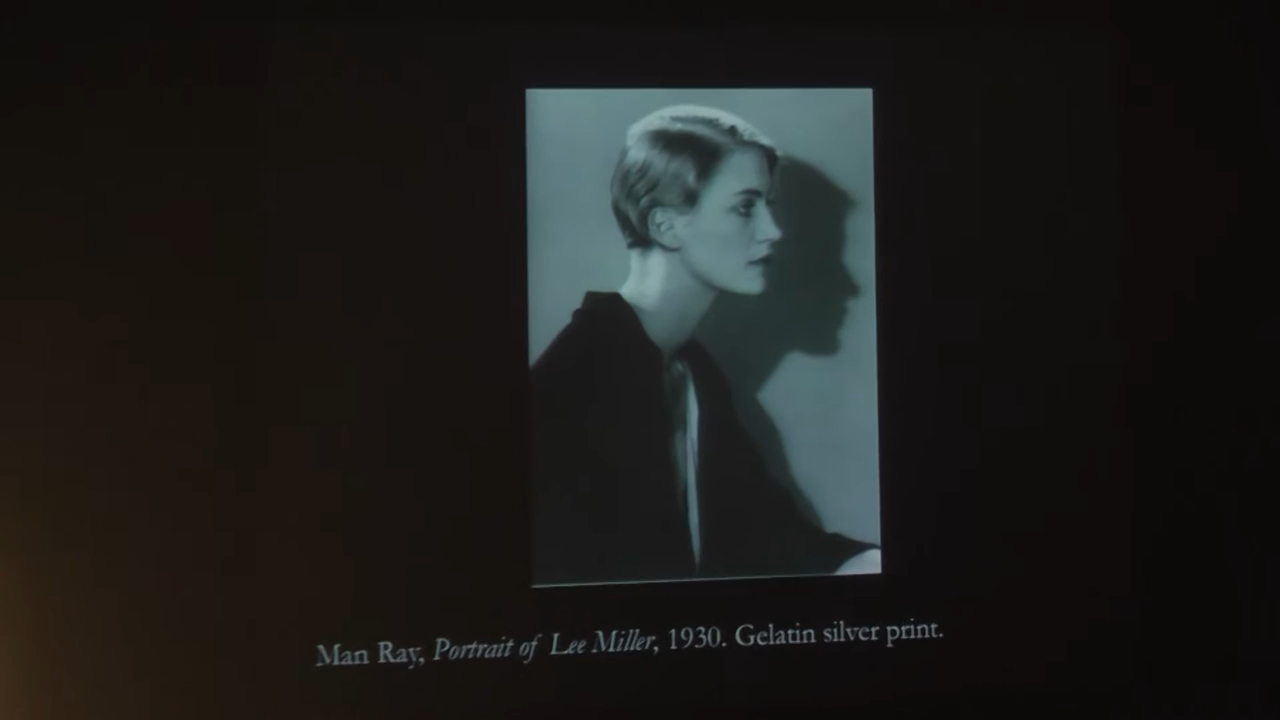 Man Ray, Portrait of Lee Miller, 1930. Gelatin silver print.